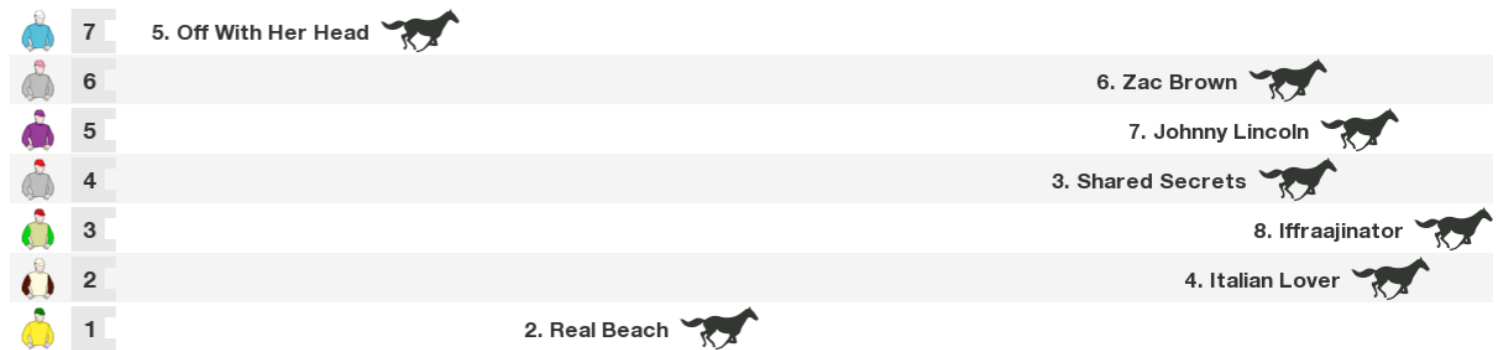 7 5. Off With Her Head
6 6. Zac Brown
5 7. Johnny Lincoln
4 3. Shared Secrets
3 8. Iffraajinator
2 4. Italian Lover
1 2. Real Beach